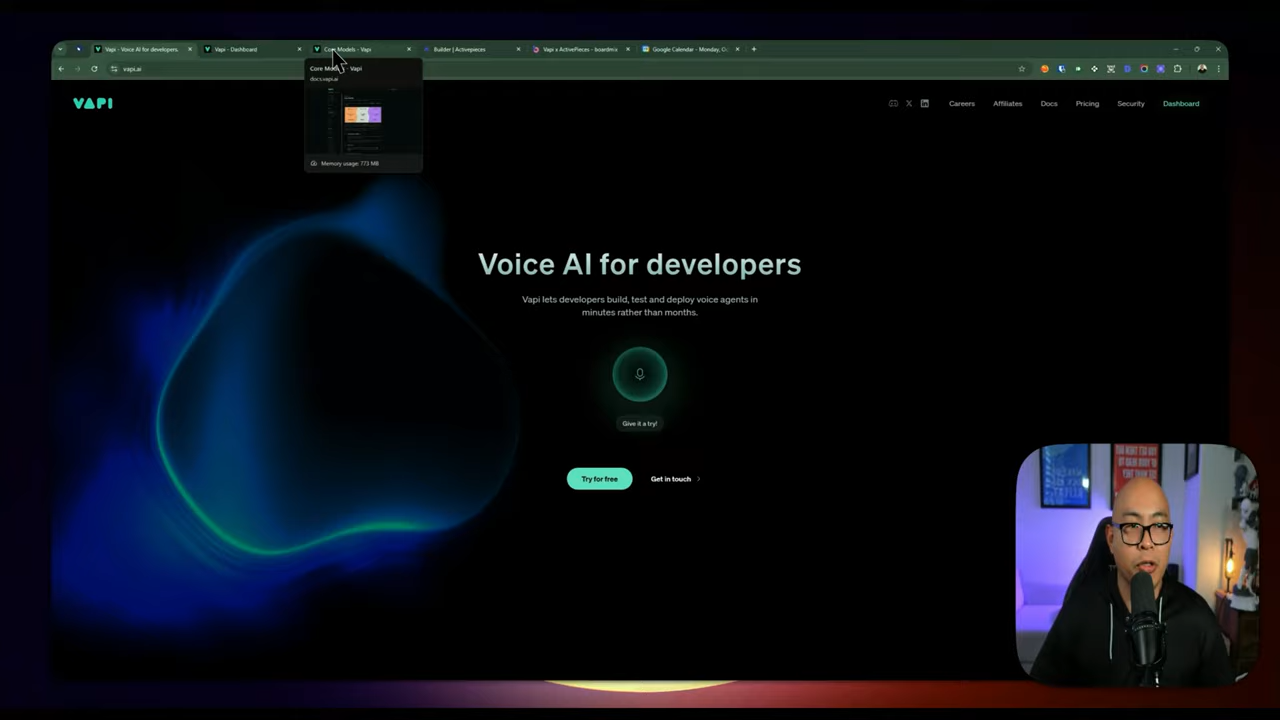 Vapi - Voice AI for developers
Vapi - Dashboard
Core Models - Vapi
Builder | Activepieces
Vapi x ActivePieces - boardmix
Google Calendar - Monday, O
vapi.ai
docs.vapi.ai
Memory usage: 773 MB
VAPI
Careers
Affiliates
Docs
Pricing
Security
Dashboard
Voice AI for developers
Vapi lets developers build, test and deploy voice agents in
minutes rather than months.
Give it a try!
Try for free
Get in touch